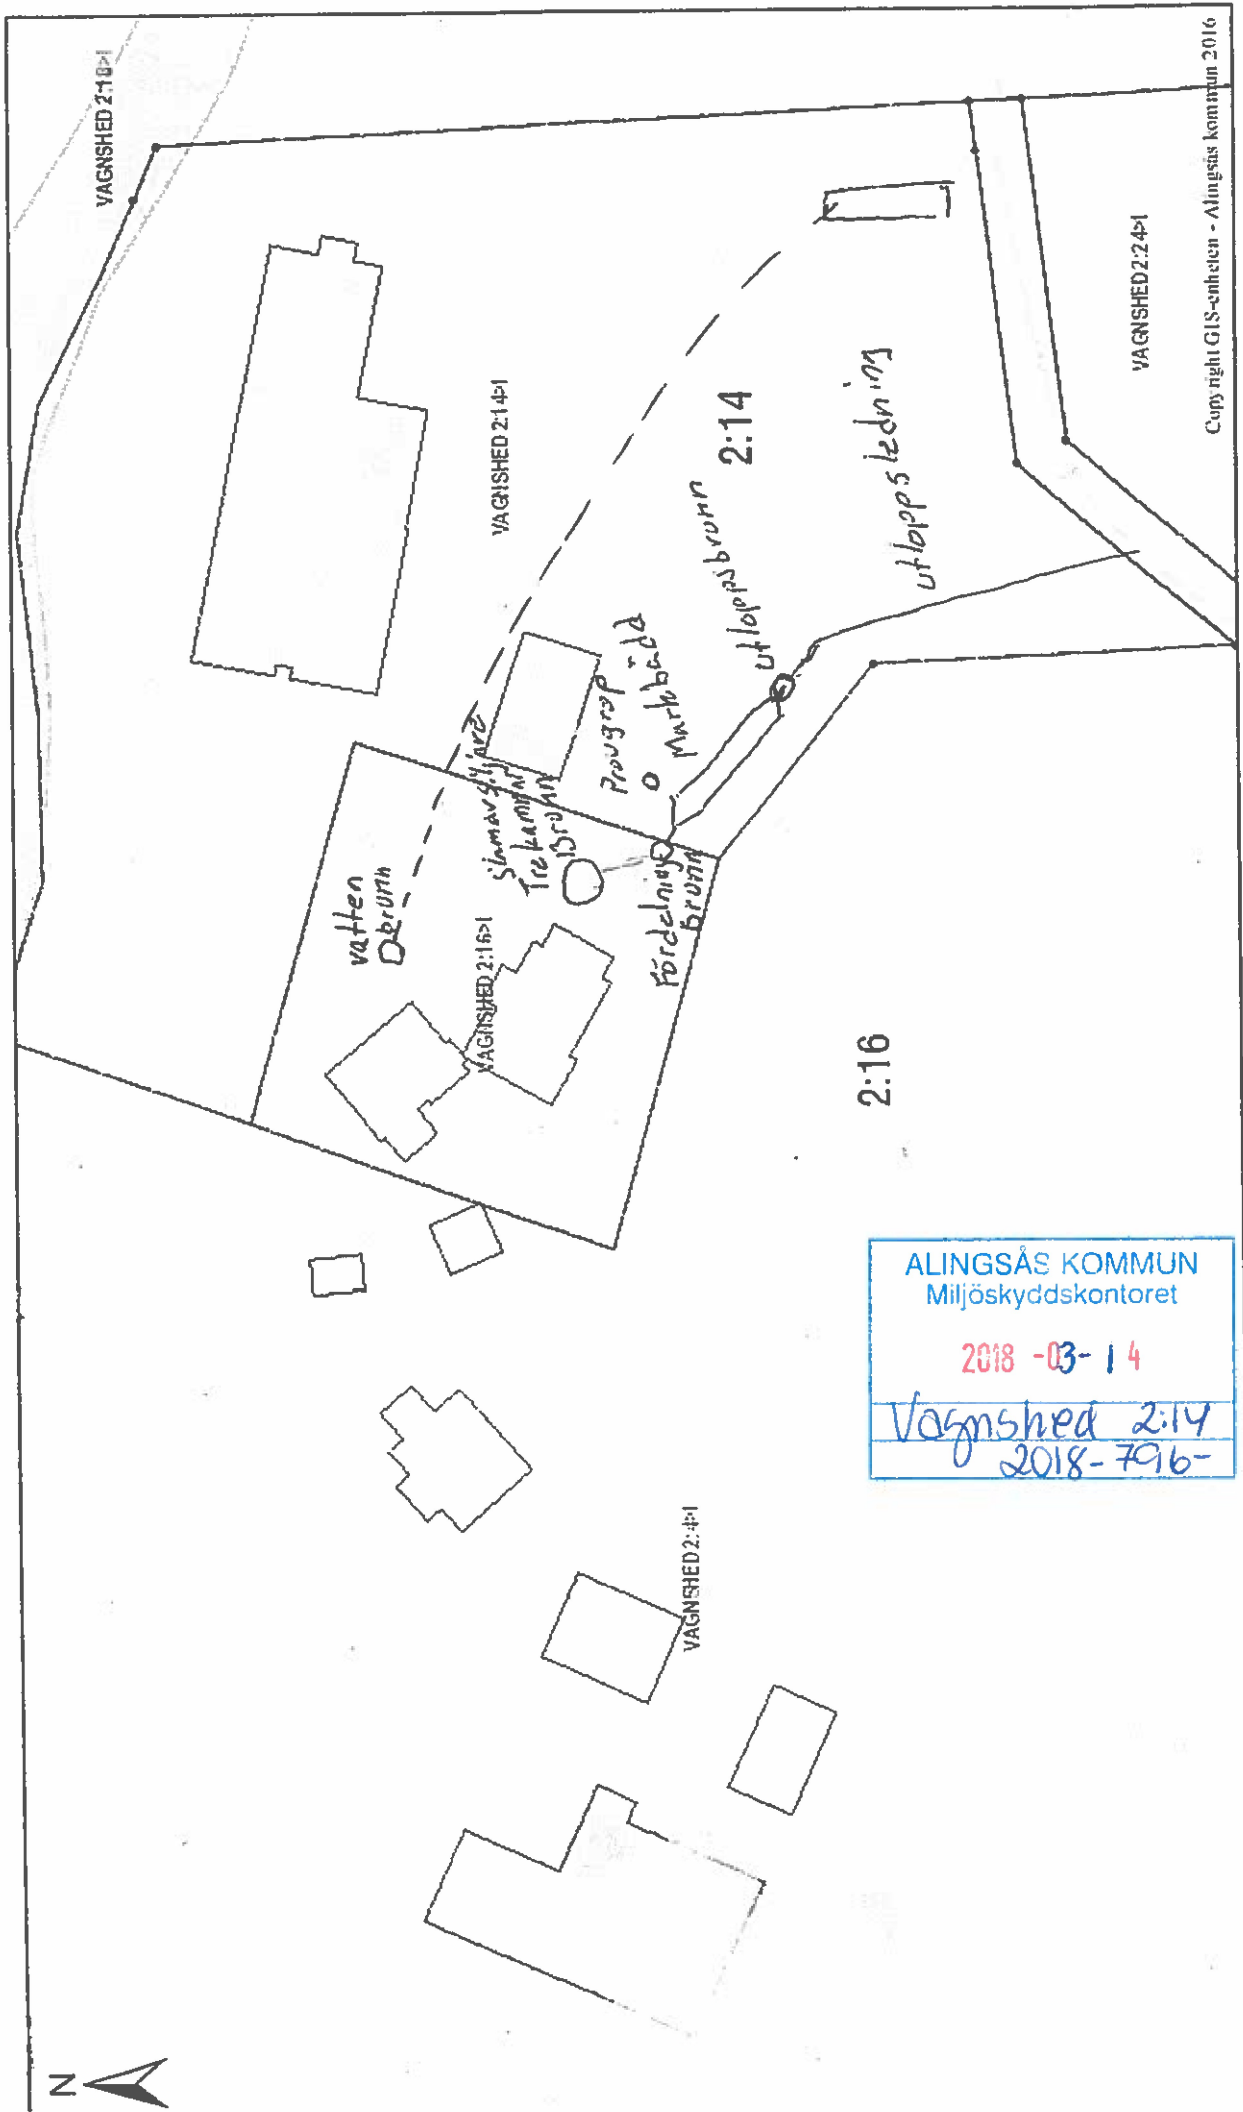 VAGNSHED 2:18>1
VAGNSHED 2:14>1
2:14
VAGNSHED 2:24>1
Copyright GIS-enheten - Alingsås kommun 2016
vatten
brunn
VAGNSHED 2:16>1
Slamavskiljare
Trekammar
Brunn
Provgrop
Markbädd
utloppsbrunn
utloppsledning
Fördelnings
brunn
2:16
VAGNSHED 2:4>1
N
ALINGSÅS KOMMUN
Miljöskyddskontoret
2018 -03- 14
Vagnshed 2:14
2018-796-